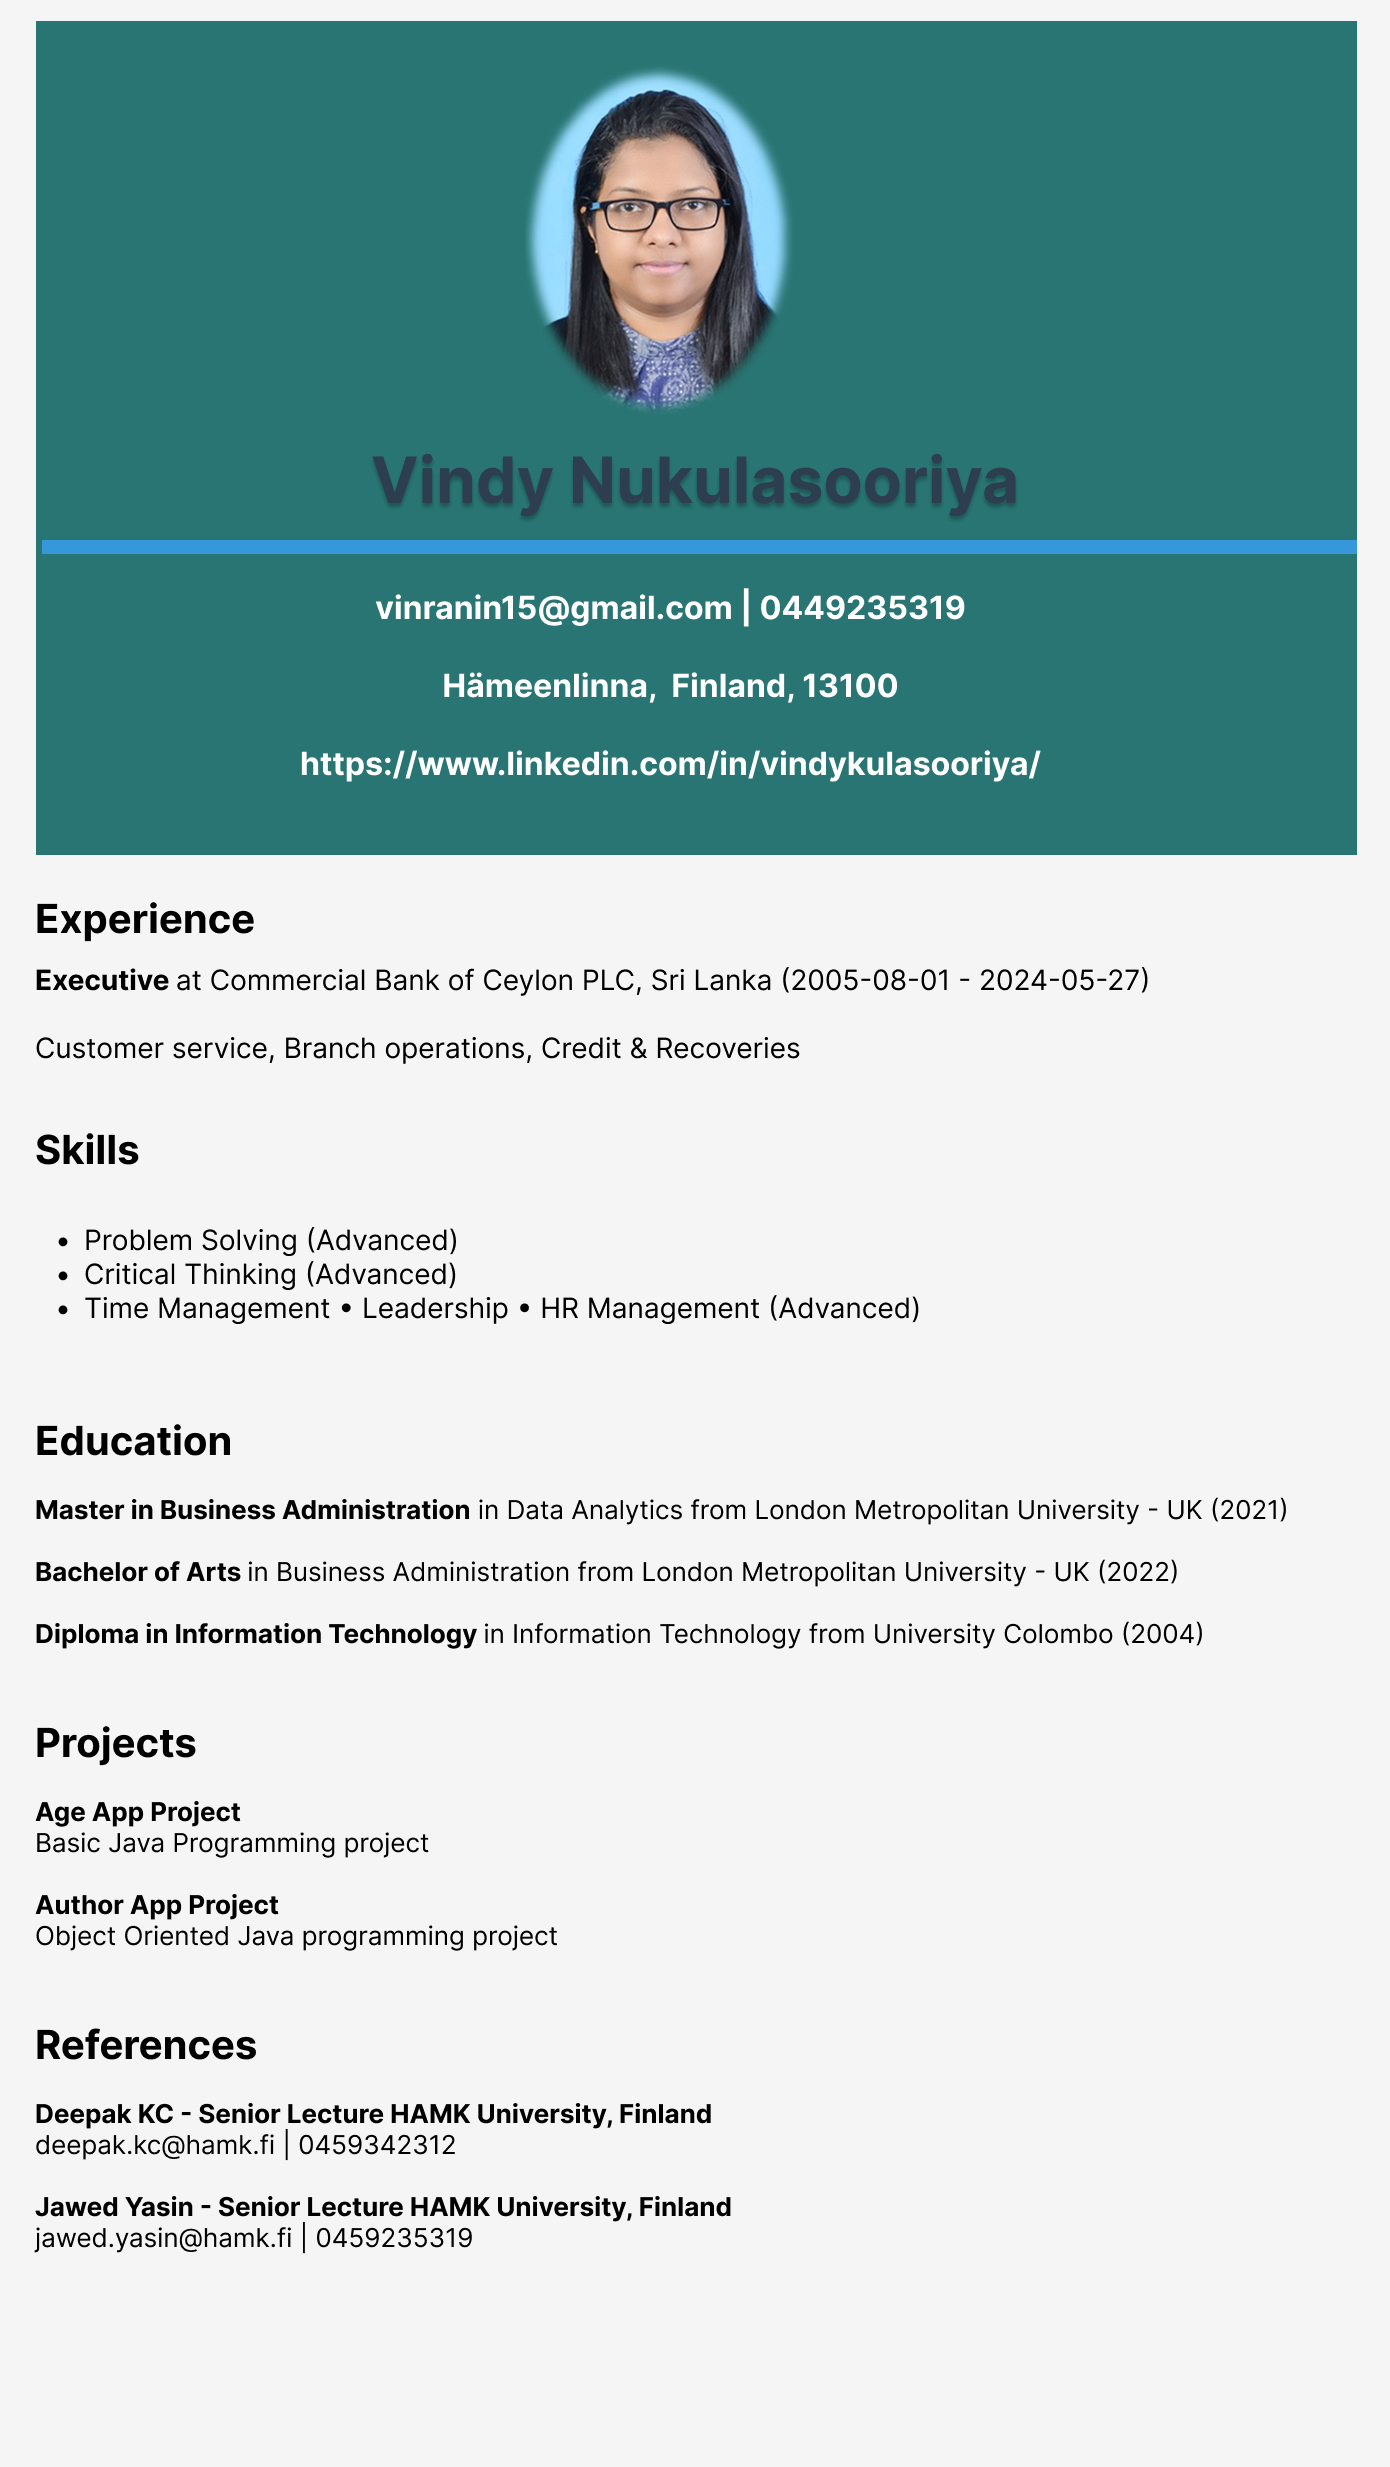 Vindy Nukulasooriya
vinranin15@gmail.com | 0449235319
Hämeenlinna,  Finland, 13100
https://www.linkedin.com/in/vindykulasooriya/
Experience
Executive at Commercial Bank of Ceylon PLC, Sri Lanka (2005-08-01 - 2024-05-27)
Customer service, Branch operations, Credit & Recoveries
Skills
• Problem Solving (Advanced)
• Critical Thinking (Advanced)
• Time Management • Leadership • HR Management (Advanced)
Education
Master in Business Administration in Data Analytics from London Metropolitan University - UK (2021)
Bachelor of Arts in Business Administration from London Metropolitan University - UK (2022)
Diploma in Information Technology in Information Technology from University Colombo (2004)
Projects
Age App Project
Basic Java Programming project
Author App Project
Object Oriented Java programming project
References
Deepak KC - Senior Lecture HAMK University, Finland
deepak.kc@hamk.fi | 0459342312
Jawed Yasin - Senior Lecture HAMK University, Finland
jawed.yasin@hamk.fi | 0459235319